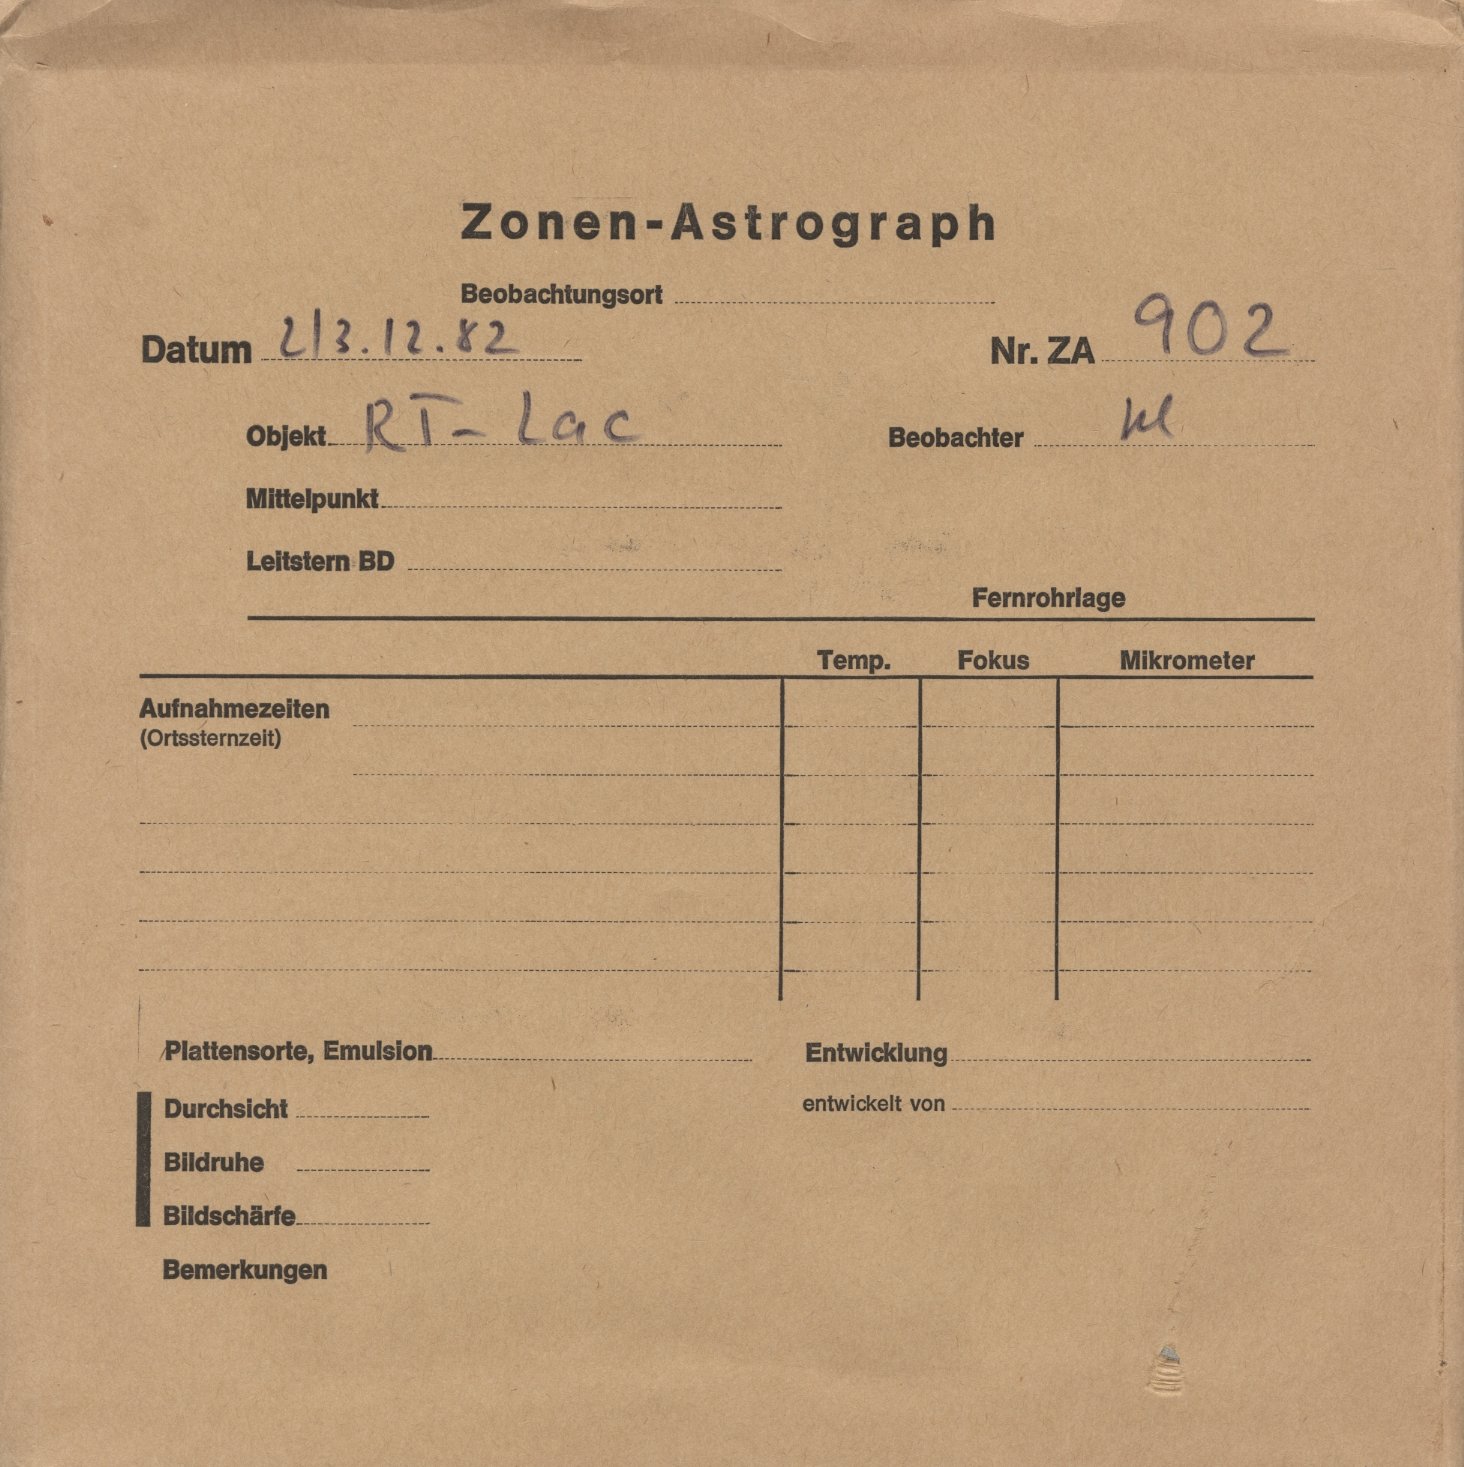 Zonen-Astrograph
Beobachtungsort
Datum 2/3.12.82
Nr. ZA 902
Objekt RT-Lac
Beobachter
Mittelpunkt
Leitstern BD
Fernrohrlage
Temp. Fokus Mikrometer
Aufnahmezeiten
(Ortssternzeit)
Plattensorte, Emulsion
Entwicklung
Durchsicht
entwickelt von
Bildruhe
Bildschärfe
Bemerkungen